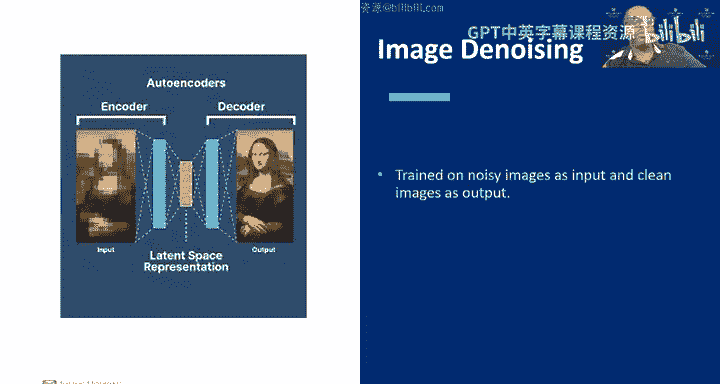 资源@bilibili.com
GPT中英字幕课程资源
bilibili
Image Denoising
Autoencoders
Encoder
Decoder
Input
Output
Latent Space
Representation
• Trained on noisy images as input and clean
images as output.